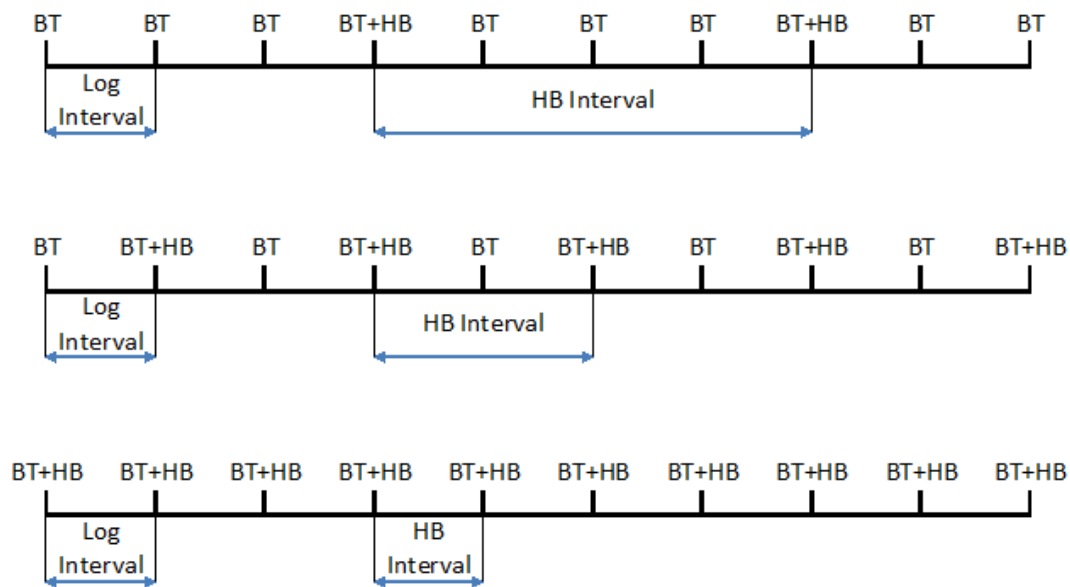 BT BT BT BT+HB BT BT BT BT+HB BT BT
Log
Interval
HB Interval
BT BT+HB BT BT+HB BT BT+HB BT BT+HB BT BT+HB
Log
Interval
HB Interval
BT+HB BT+HB BT+HB BT+HB BT+HB BT+HB BT+HB BT+HB BT+HB BT+HB
Log
Interval
HB
Interval